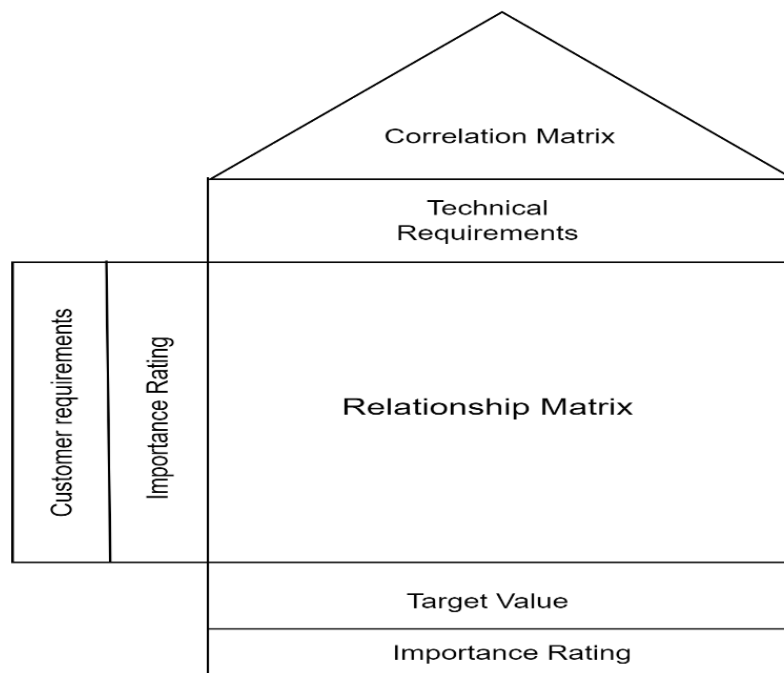 Correlation Matrix
Technical
Requirements
Customer requirements
Importance Rating
Relationship Matrix
Target Value
Importance Rating